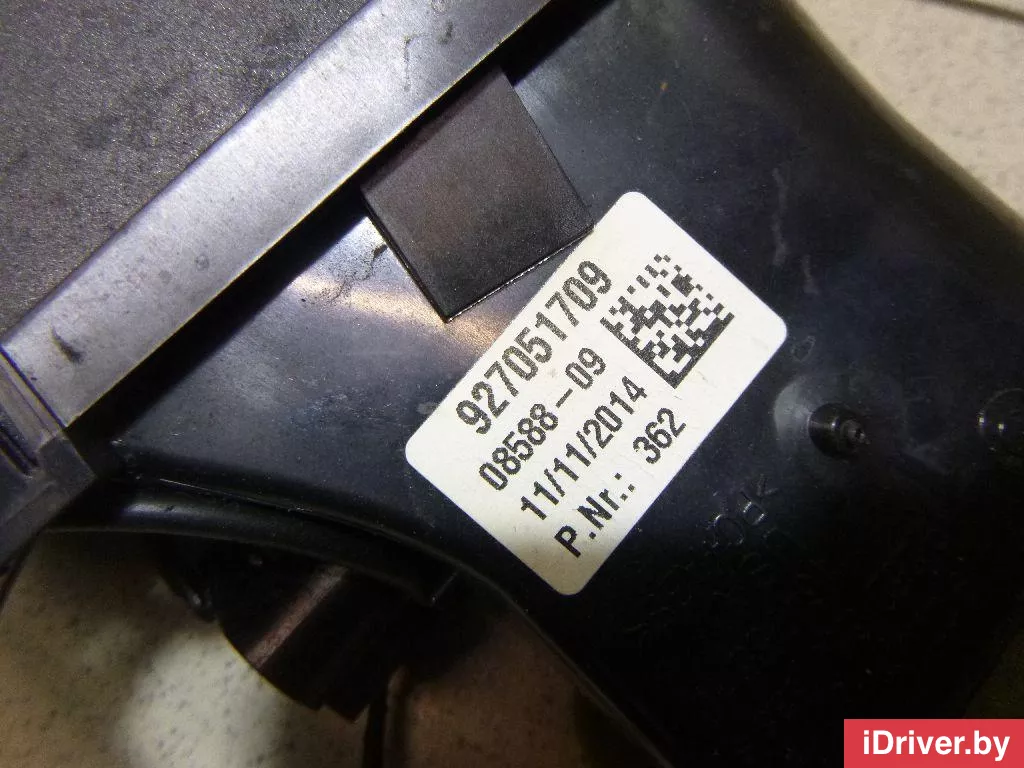 927051709
08588-09
11/11/2014
P.Nr.: 362
iDriver.by